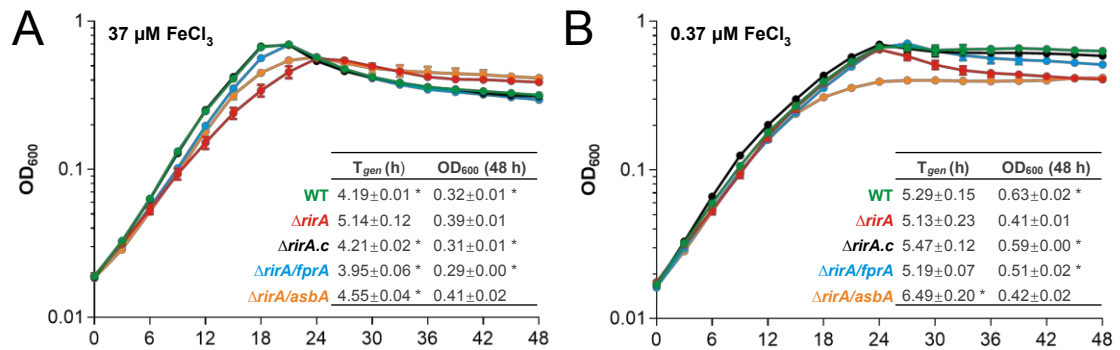 A
37 µM FeCl3
OD600
1
0.1
0.01
Tgen (h) OD600 (48 h)
WT 4.19±0.01 * 0.32±0.01 *
ΔrirA 5.14±0.12 0.39±0.01
ΔrirA.c 4.21±0.02 * 0.31±0.01 *
ΔrirA/fprA 3.95±0.06 * 0.29±0.00 *
ΔrirA/asbA 4.55±0.04 * 0.41±0.02
0 6 12 18 24 30 36 42 48
B
0.37 µM FeCl3
OD600
1
0.1
0.01
Tgen (h) OD600 (48 h)
WT 5.29±0.15 0.63±0.02 *
ΔrirA 5.13±0.23 0.41±0.01
ΔrirA.c 5.47±0.12 0.59±0.00 *
ΔrirA/fprA 5.19±0.07 0.51±0.02 *
ΔrirA/asbA 6.49±0.20 * 0.42±0.02
0 6 12 18 24 30 36 42 48